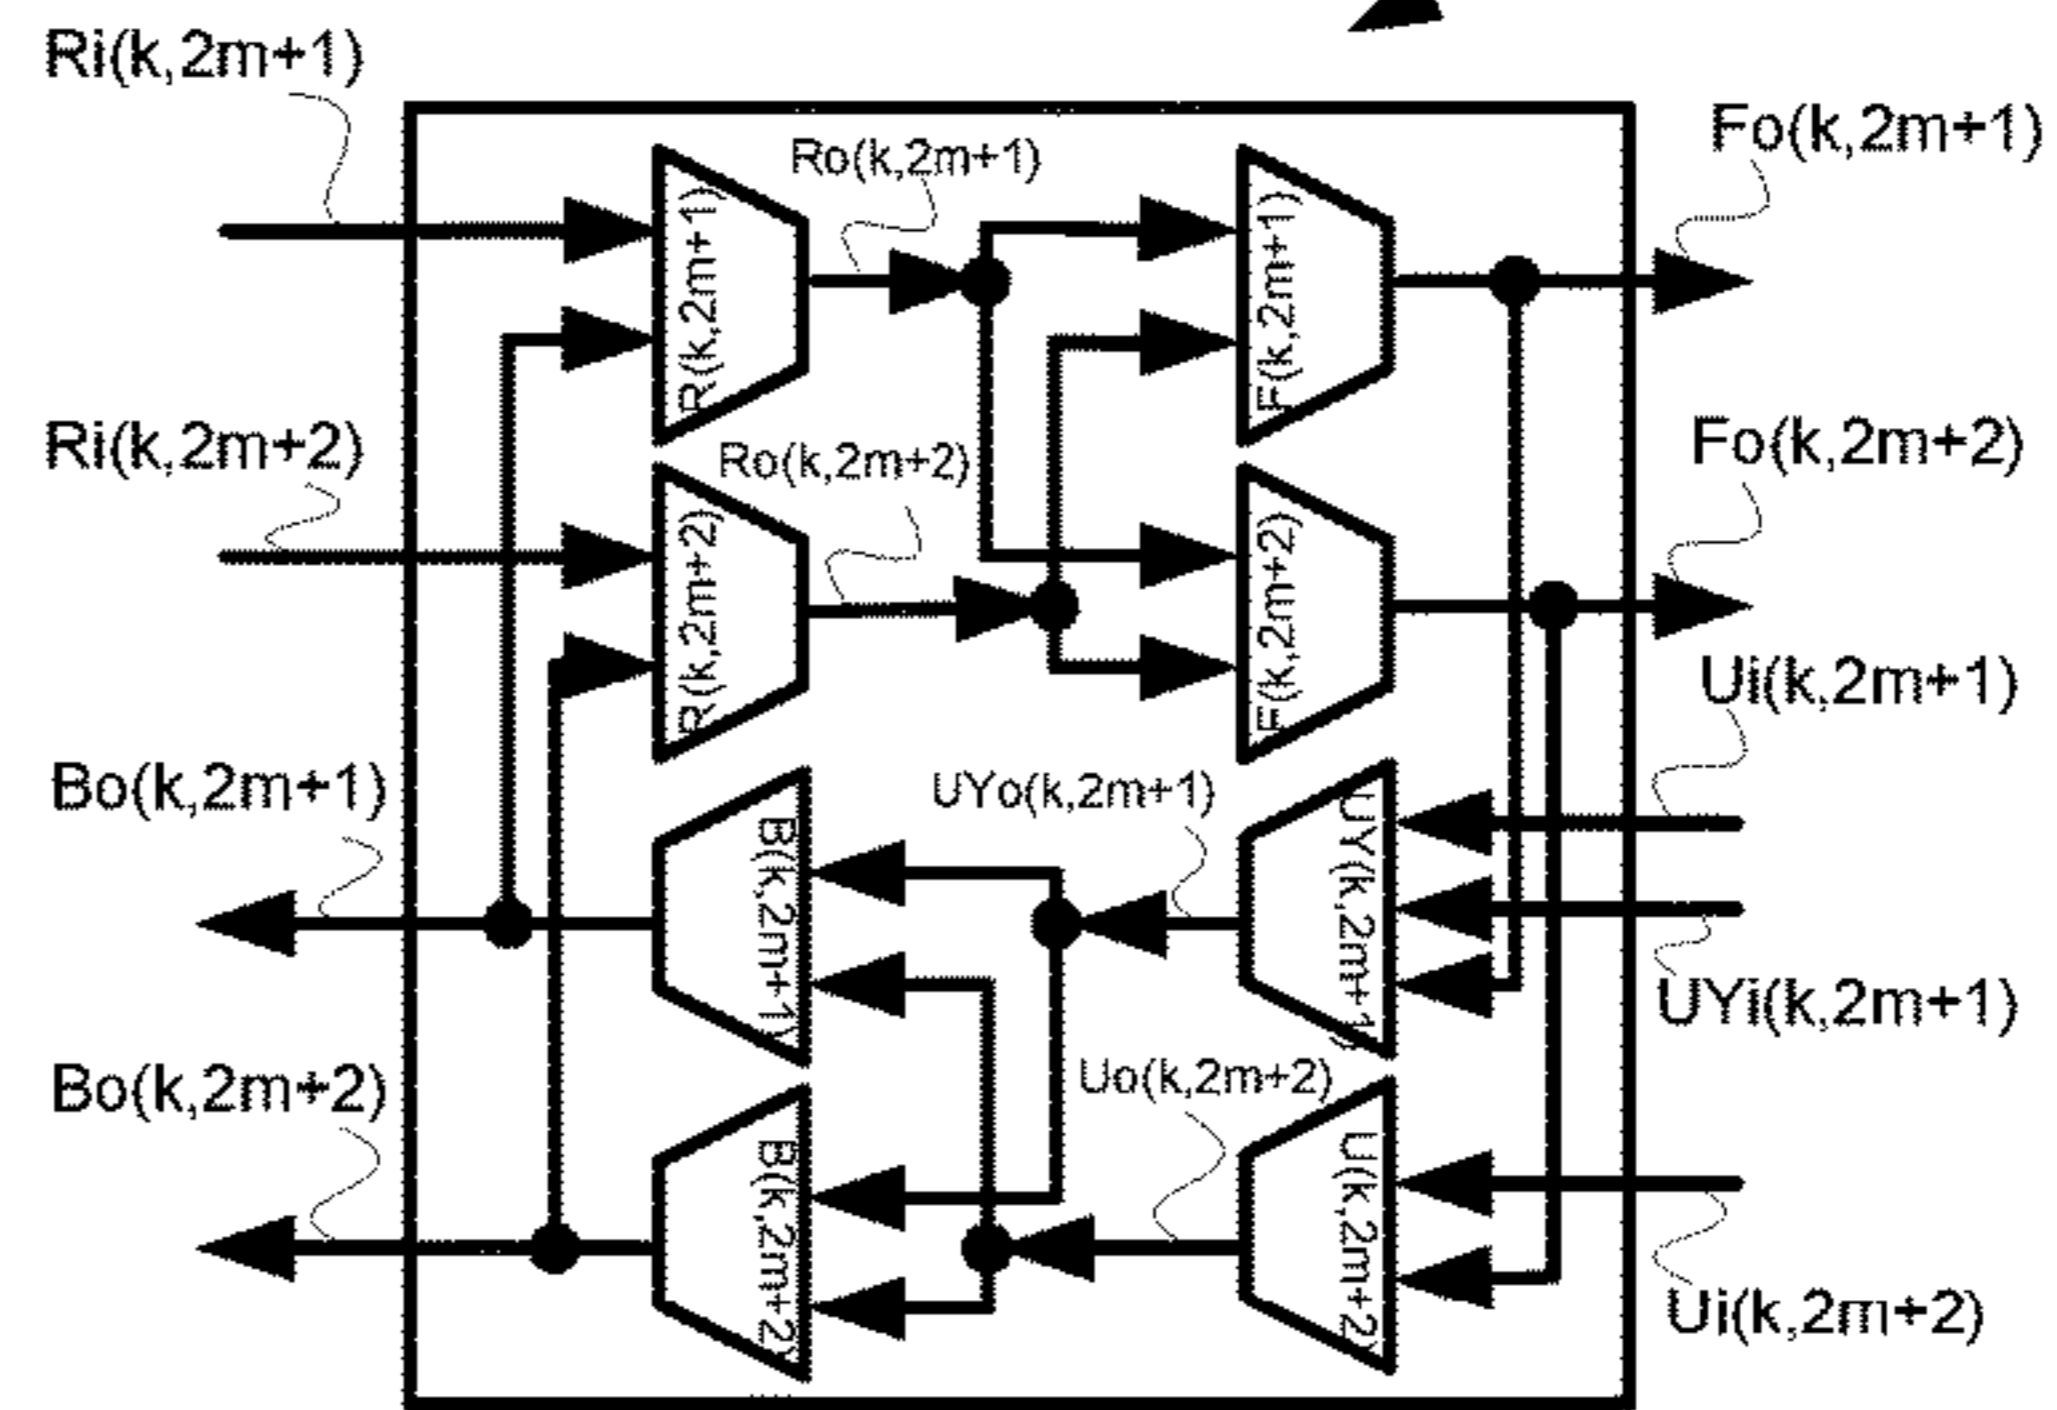 Ri(k,2m+1)
Fo(k,2m+1)
Ro(k,2m+1)
R(k,2m+1)
F(k,2m+1)
Ri(k,2m+2)
Ro(k,2m+2)
Fo(k,2m+2)
R(k,2m+2)
F(k,2m+2)
Ui(k,2m+1)
Bo(k,2m+1)
UYo(k,2m+1)
B(k,2m+1)
UY(k,2m+1)
UYi(k,2m+1)
Bo(k,2m+2)
Uo(k,2m+2)
B(k,2m+2)
U(k,2m+2)
Ui(k,2m+2)